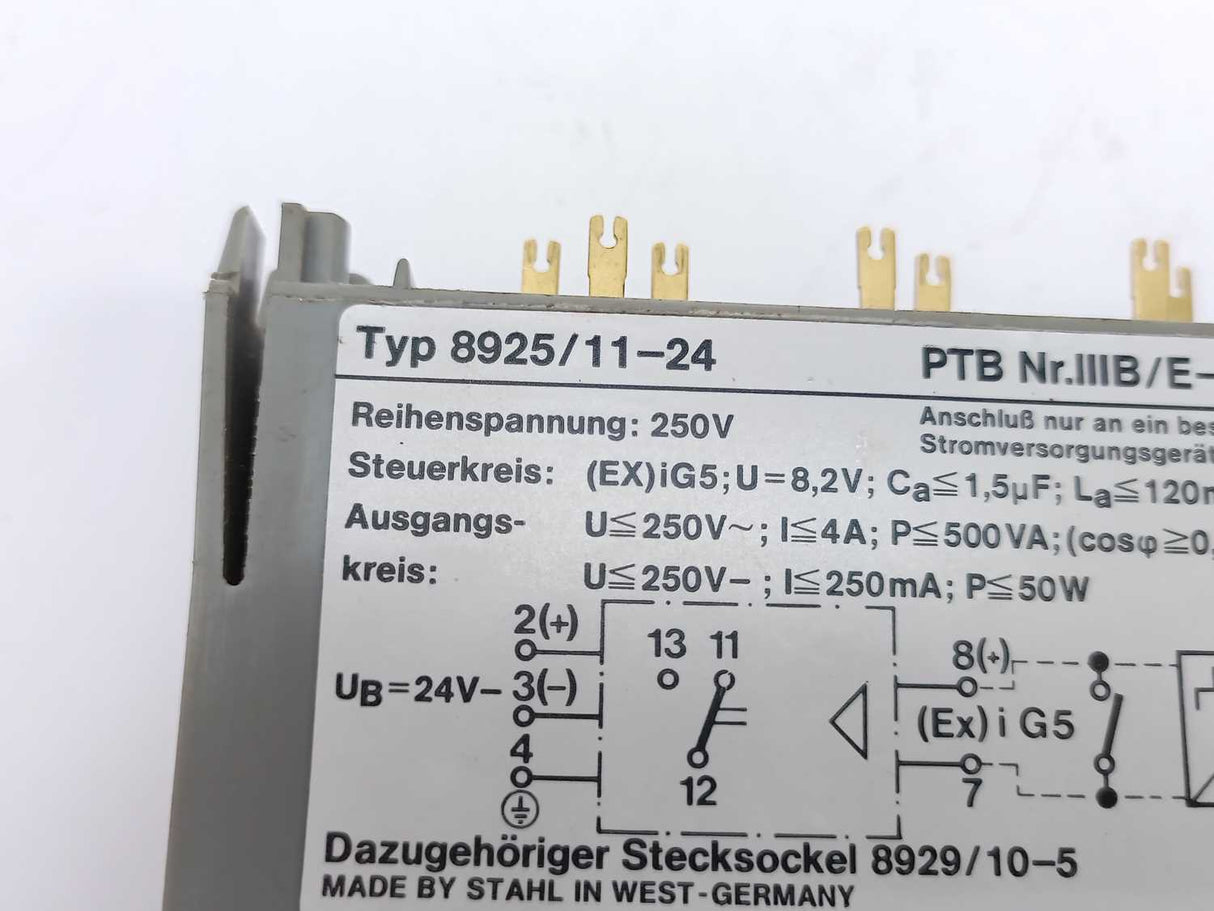 Typ 8925/11-24 PTB Nr.IIIB/E-
Reihenspannung: 250V
Anschluß nur an ein bes
Stromversorgungsgerät
Steuerkreis: (EX)iG5; U=8,2V; Ca≦1,5µF; La≦120m
Ausgangs- U≦250V~; I≦4A; P≦500VA; (cosφ≧0,
kreis: U≦250V-; I≦250mA; P≦50W
2(+)
13 11
8(+)
UB=24V- 3(-)
(Ex) i G5
4
12
7
Dazugehöriger Stecksockel 8929/10-5
MADE BY STAHL IN WEST-GERMANY